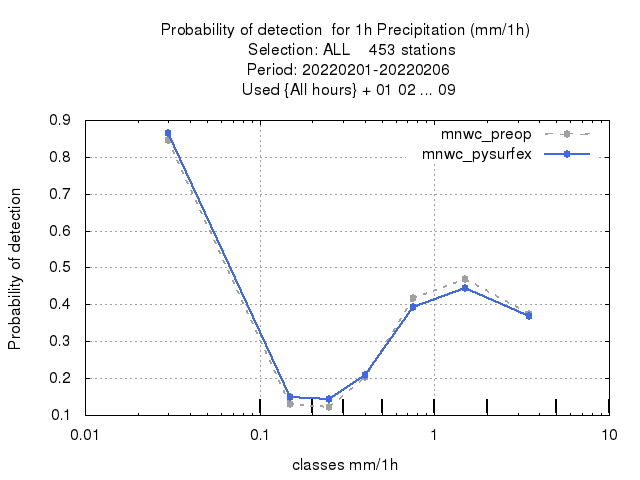 Probability of detection  for 1h Precipitation (mm/1h)
Selection: ALL    453 stations
Period: 20220201-20220206
Used {All hours} + 01 02 ... 09
mnwc_preop
mnwc_pysurfex
0.9
0.8
0.7
0.6
0.5
0.4
0.3
0.2
0.1
Probability of detection
0.01
0.1
1
10
classes mm/1h